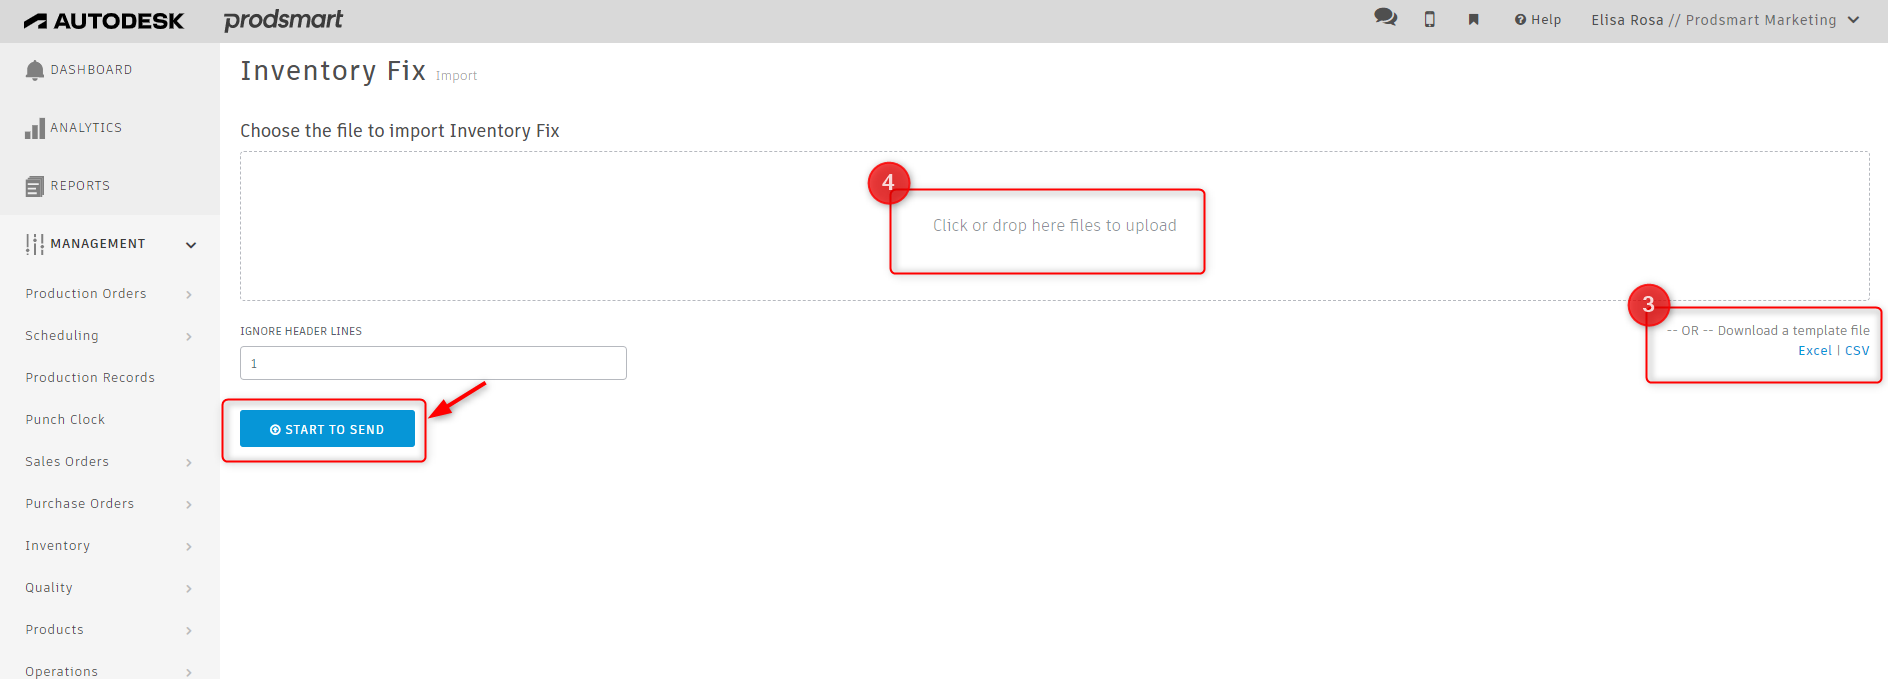 AUTODESK prodsmart
Help Elisa Rosa // Prodsmart Marketing
DASHBOARD
ANALYTICS
REPORTS
MANAGEMENT
Production Orders
Scheduling
Production Records
Punch Clock
Sales Orders
Purchase Orders
Inventory
Quality
Products
Operations
Inventory Fix Import
Choose the file to import Inventory Fix
4
Click or drop here files to upload
3
-- OR -- Download a template file
Excel | CSV
IGNORE HEADER LINES
1
START TO SEND